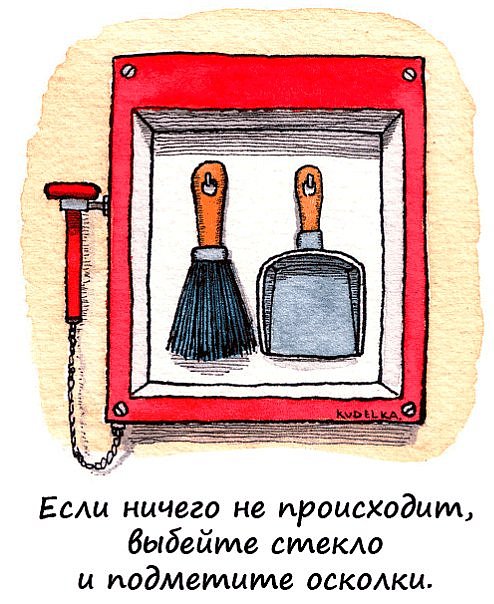 KUDELKA.
Если ничего не происходит,
выбейте стекло
и подметите осколки.